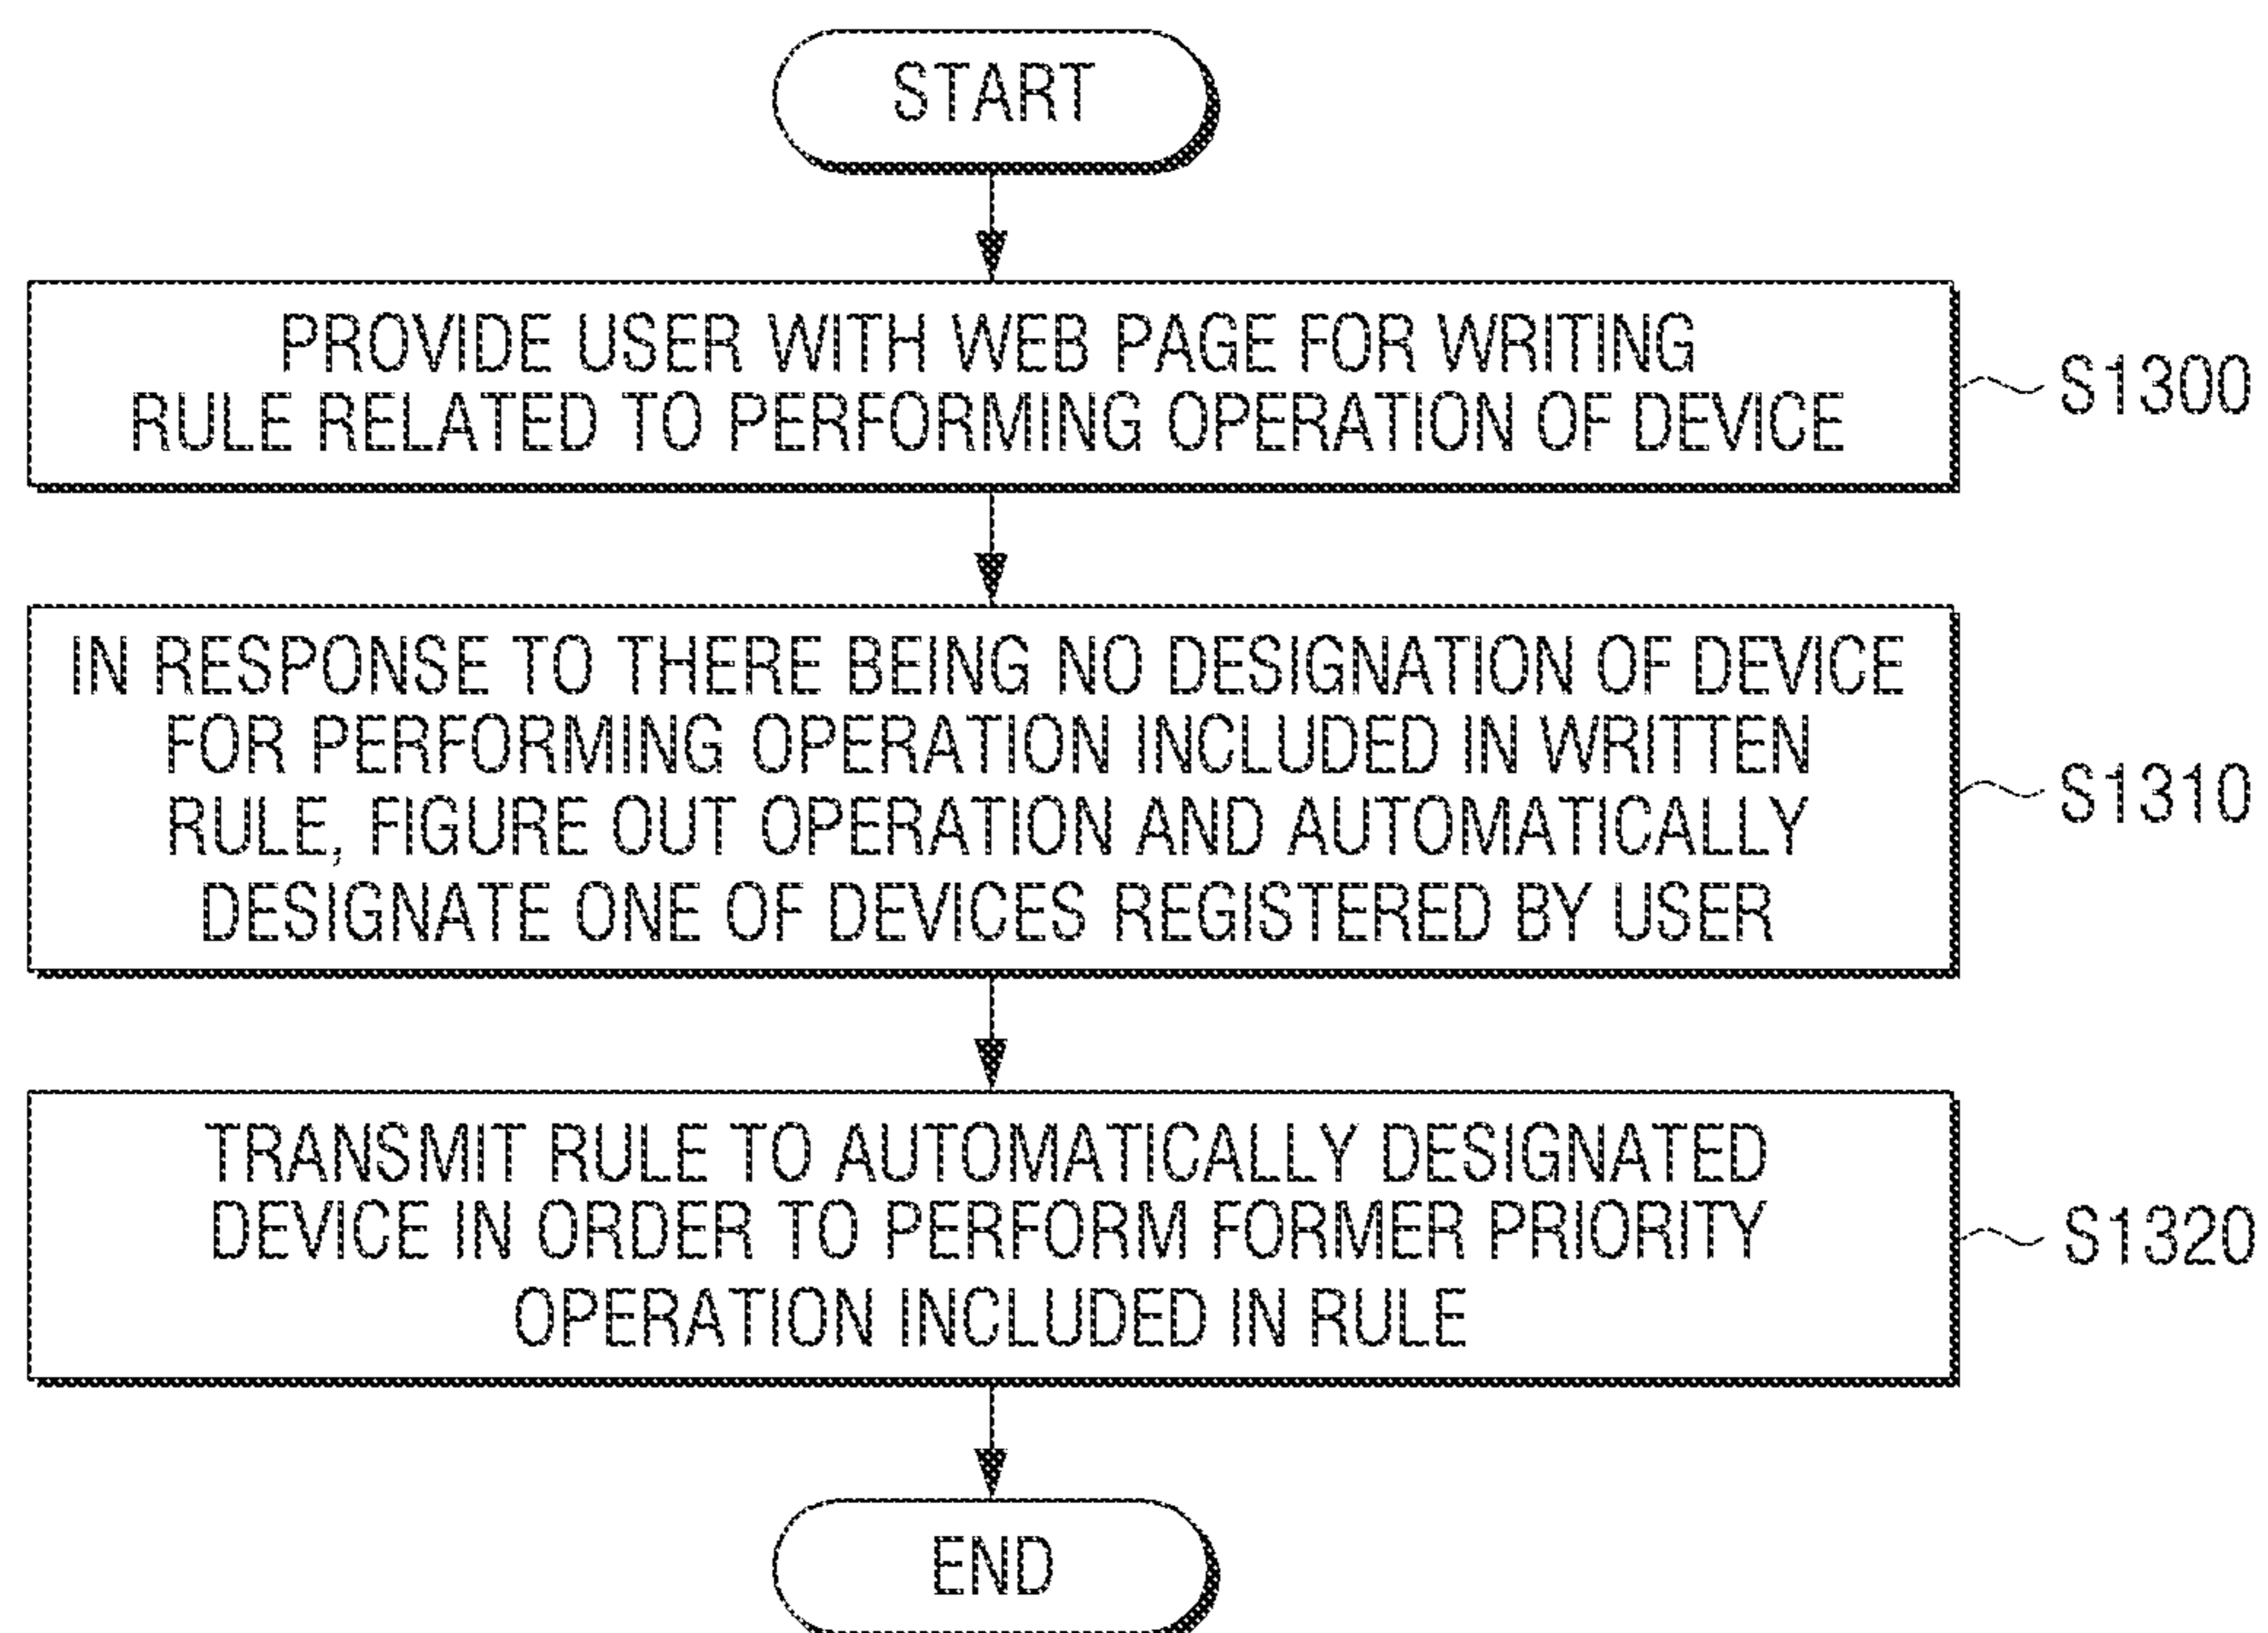 START
PROVIDE USER WITH WEB PAGE FOR WRITING
RULE RELATED TO PERFORMING OPERATION OF DEVICE
S1300
IN RESPONSE TO THERE BEING NO DESIGNATION OF DEVICE
FOR PERFORMING OPERATION INCLUDED IN WRITTEN
RULE, FIGURE OUT OPERATION AND AUTOMATICALLY
DESIGNATE ONE OF DEVICES REGISTERED BY USER
S1310
TRANSMIT RULE TO AUTOMATICALLY DESIGNATED
DEVICE IN ORDER TO PERFORM FORMER PRIORITY
OPERATION INCLUDED IN RULE
S1320
END